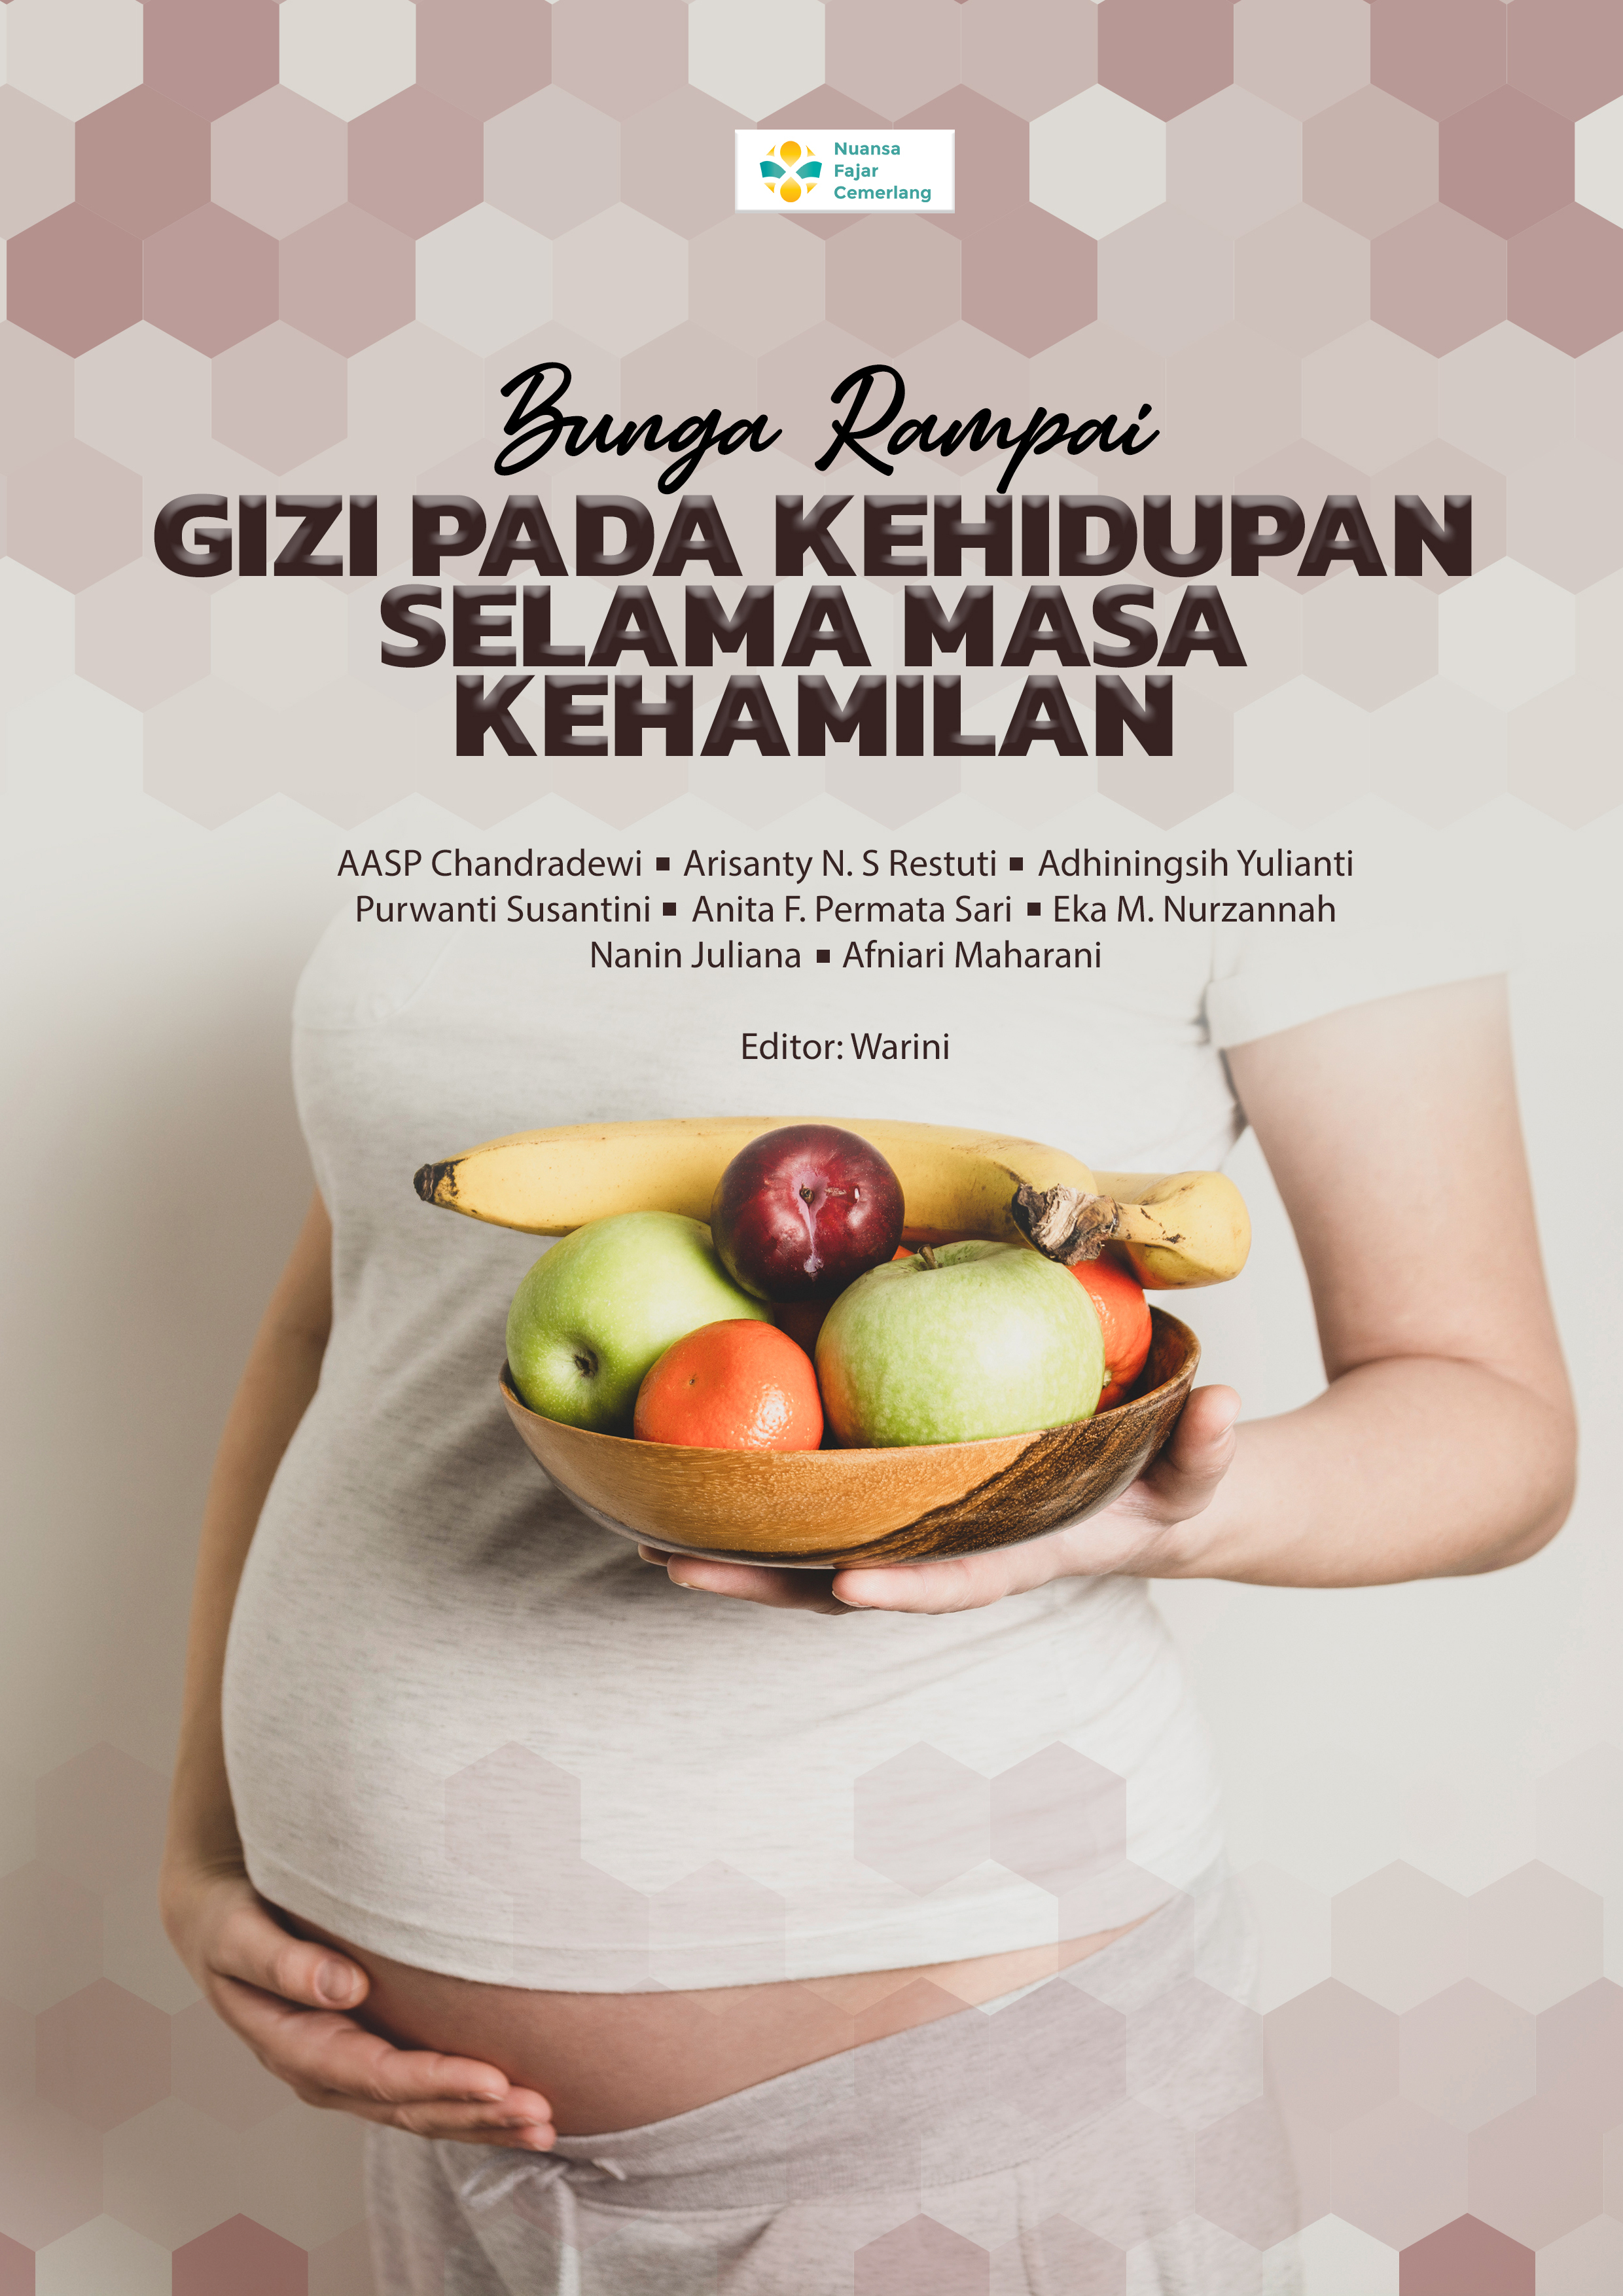 Nuansa
Fajar
Cemerlang
Bunga Rampai
GIZI PADA KEHIDUPAN
SELAMA MASA
KEHAMILAN
AASP Chandradewi ▪ Arisanty N. S Restuti ▪ Adhiningsih Yulianti
Purwanti Susantini ▪ Anita F. Permata Sari ▪ Eka M. Nurzannah
Nanin Juliana ▪ Afniari Maharani
Editor: Warini